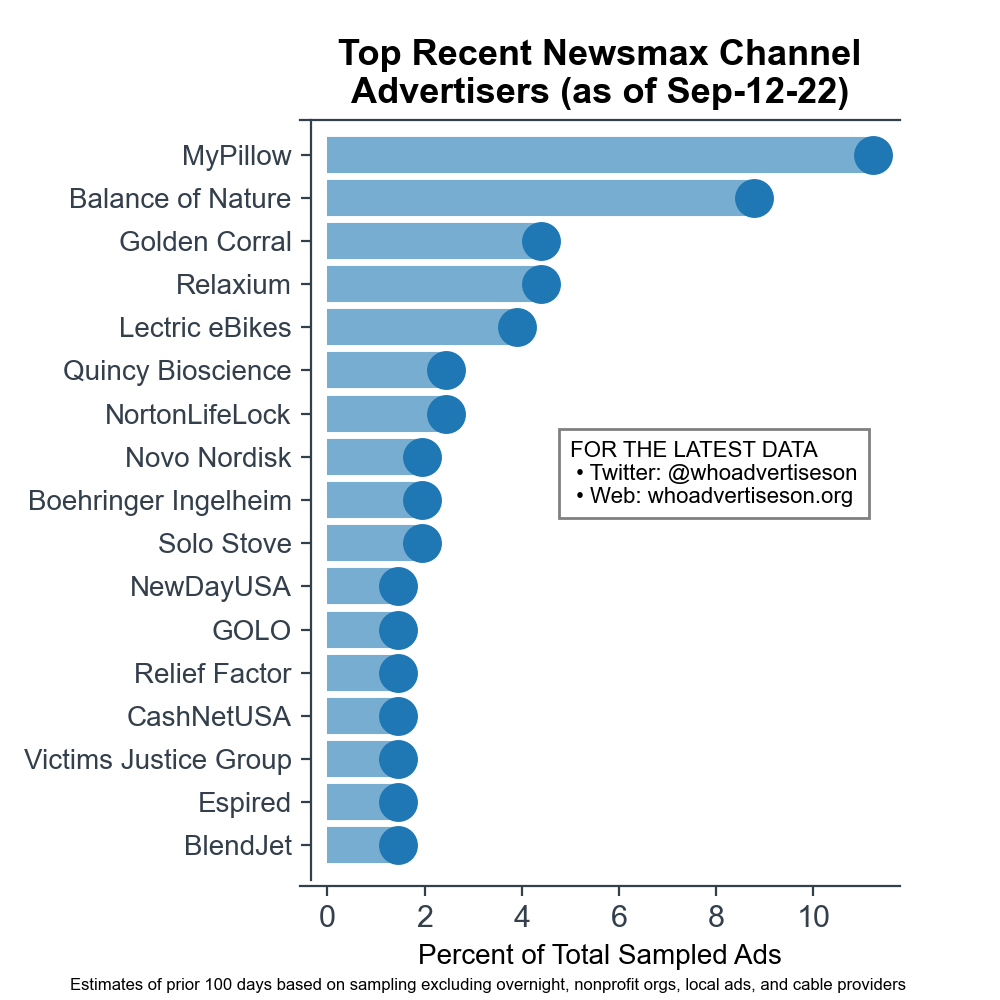 Top Recent Newsmax Channel
Advertisers (as of Sep-12-22)
MyPillow
Balance of Nature
Golden Corral
Relaxium
Lectric eBikes
Quincy Bioscience
NortonLifeLock
Novo Nordisk
Boehringer Ingelheim
Solo Stove
NewDayUSA
GOLO
Relief Factor
CashNetUSA
Victims Justice Group
Espired
BlendJet
FOR THE LATEST DATA
• Twitter: @whoadvertiseson
• Web: whoadvertiseson.org
0 2 4 6 8 10
Percent of Total Sampled Ads
Estimates of prior 100 days based on sampling excluding overnight, nonprofit orgs, local ads, and cable providers